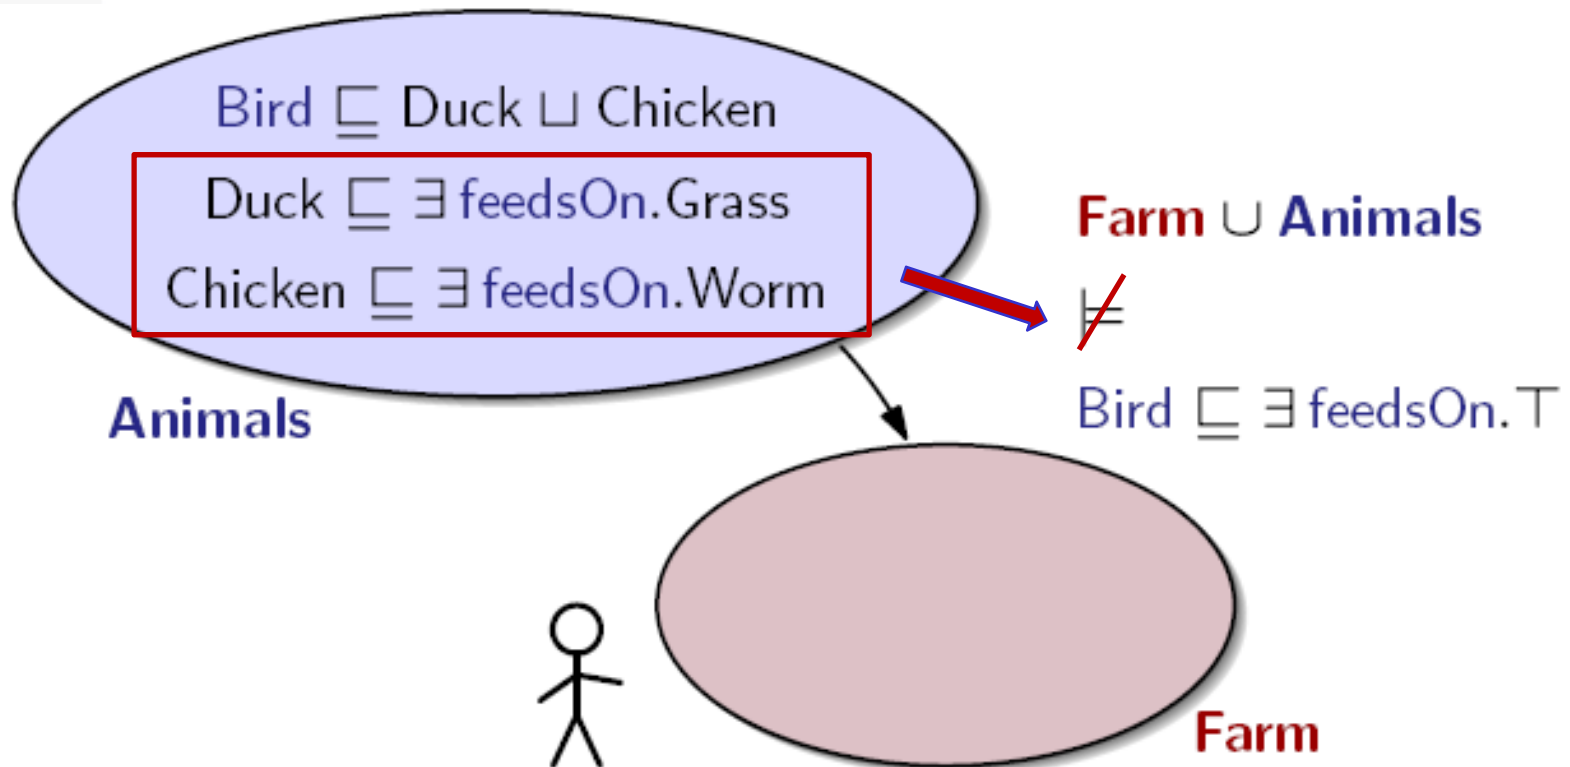 Bird ⊑ Duck ⊔ Chicken
Duck ⊑ ∃ feedsOn.Grass
Chicken ⊑ ∃ feedsOn.Worm
Animals
Farm ∪ Animals
⊭
Bird ⊑ ∃ feedsOn.⊤
Farm